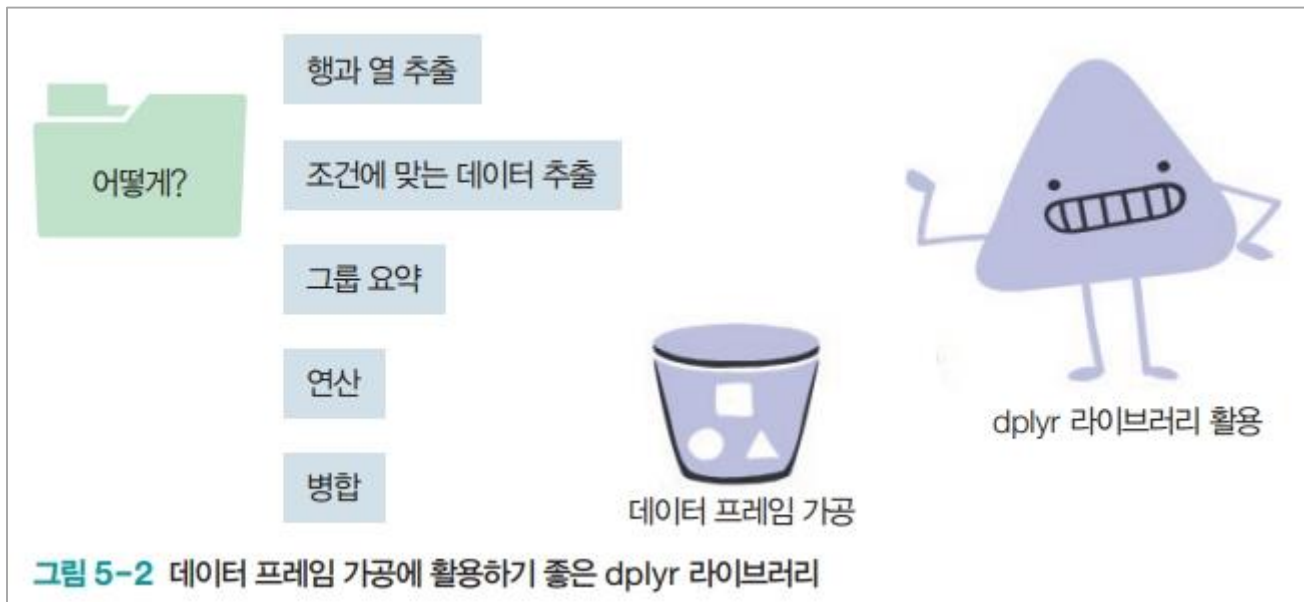 어떻게?
행과 열 추출
조건에 맞는 데이터 추출
그룹 요약
연산
병합
데이터 프레임 가공
dplyr 라이브러리 활용
그림 5-2 데이터 프레임 가공에 활용하기 좋은 dplyr 라이브러리